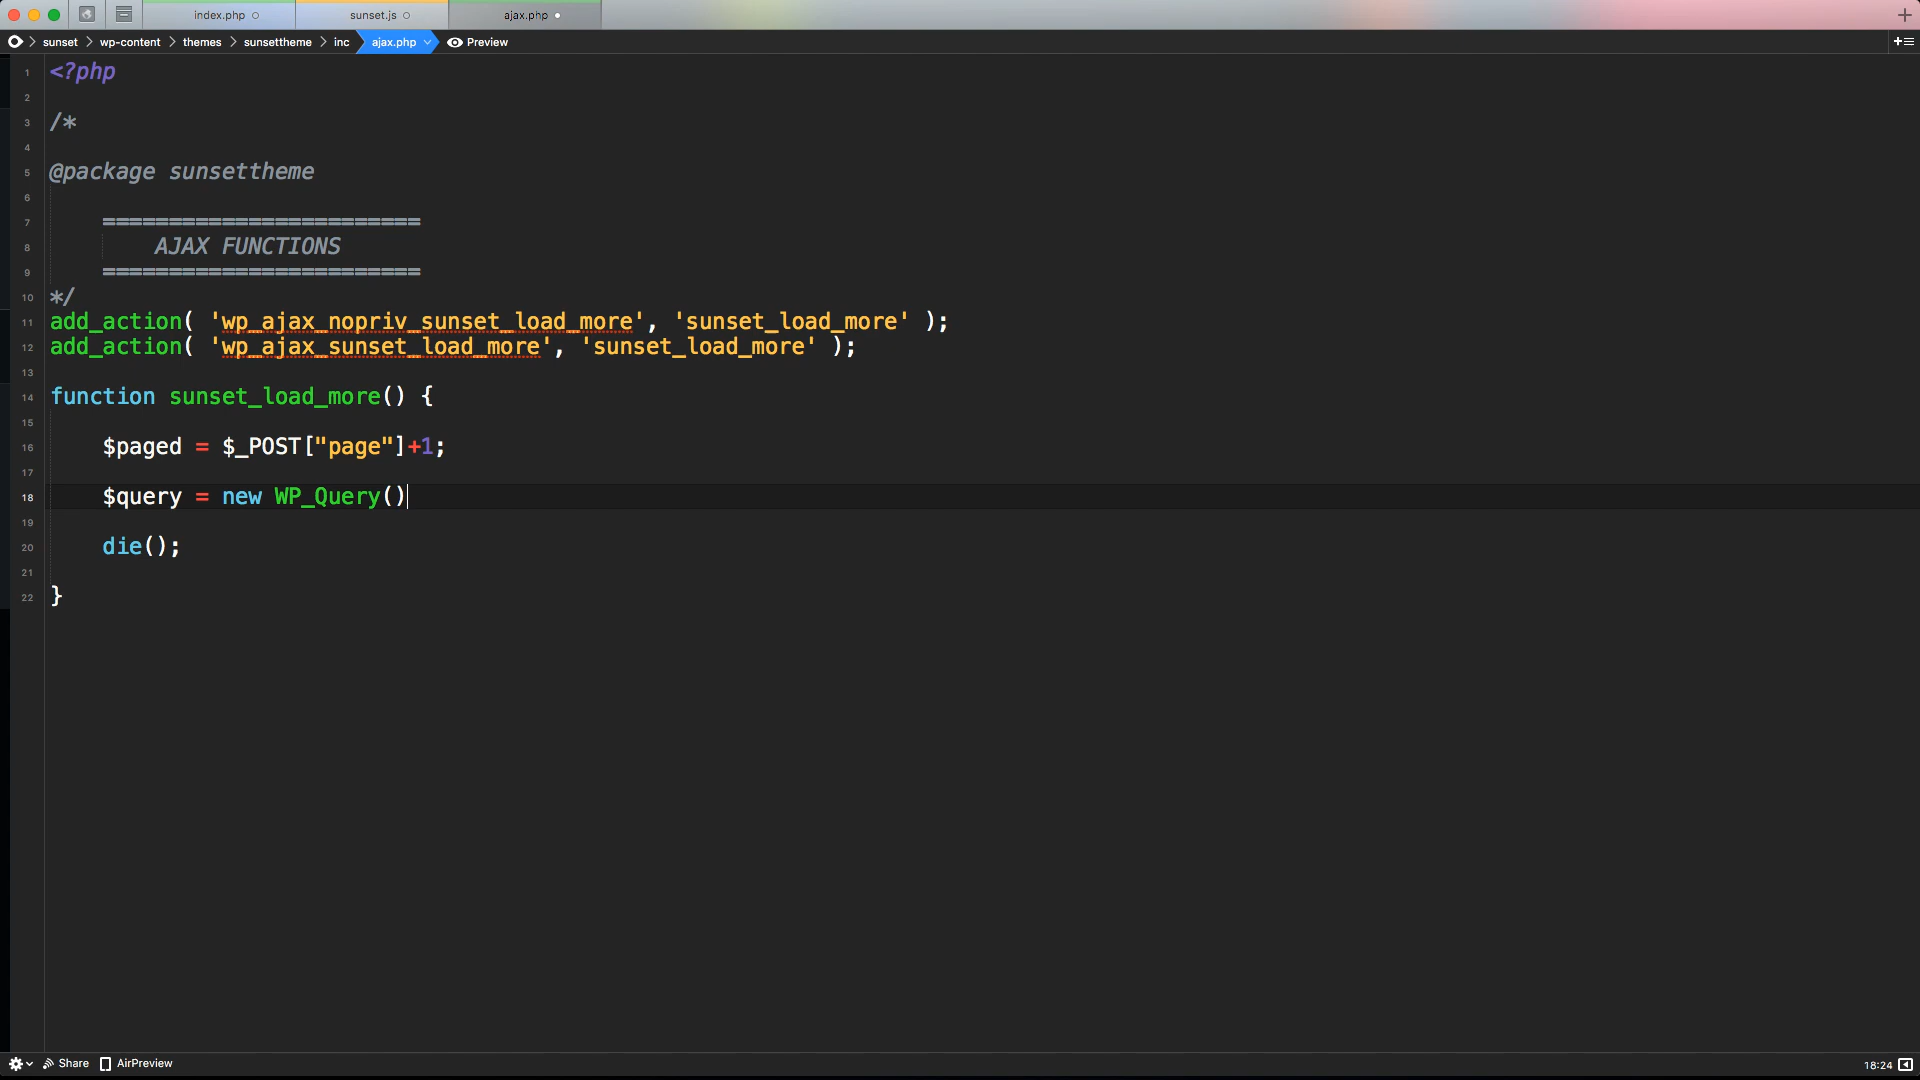 index.php
sunset.js
ajax.php
sunset
wp-content
themes
sunsettheme
inc
ajax.php
Preview
1 <?php
2
3 /*
4
5 @package sunsettheme
6
7 ========================
8 AJAX FUNCTIONS
9 ========================
10 */
11 add_action( 'wp_ajax_nopriv_sunset_load_more', 'sunset_load_more' );
12 add_action( 'wp_ajax_sunset_load_more', 'sunset_load_more' );
13
14 function sunset_load_more() {
15
16 $paged = $_POST["page"]+1;
17
18 $query = new WP_Query()
19
20 die();
21
22 }
Share
AirPreview
18:24